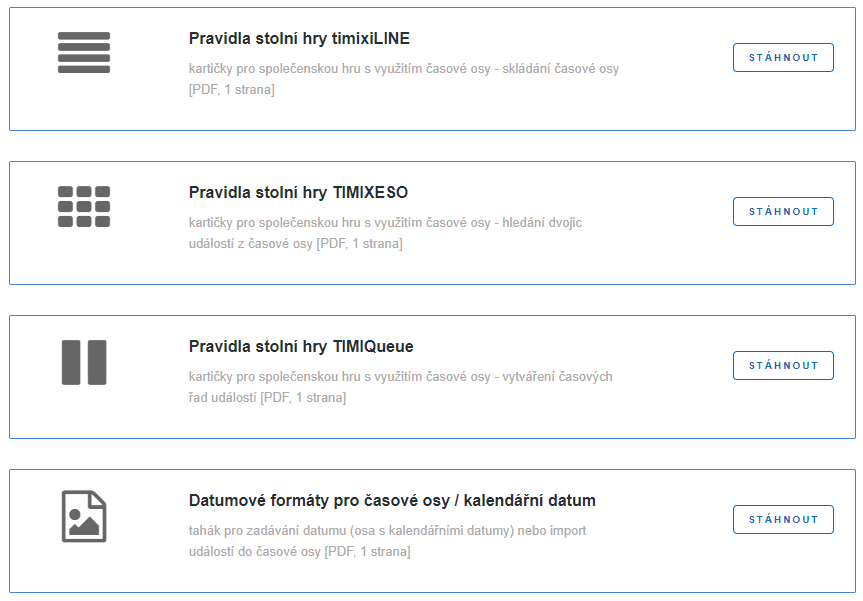 Pravidla stolní hry timixiLINE
kartičky pro společenskou hru s využitím časové osy - skládání časové osy
[PDF, 1 strana]
STÁHNOUT
Pravidla stolní hry TIMIXESO
kartičky pro společenskou hru s využitím časové osy - hledání dvojic
událostí z časové osy [PDF, 1 strana]
STÁHNOUT
Pravidla stolní hry TIMIQueue
kartičky pro společenskou hru s využitím časové osy - vytváření časových
řad událostí [PDF, 1 strana]
STÁHNOUT
Datumové formáty pro časové osy / kalendářní datum
tahák pro zadávání datumu (osa s kalendářními datumy) nebo import
událostí do časové osy [PDF, 1 strana]
STÁHNOUT